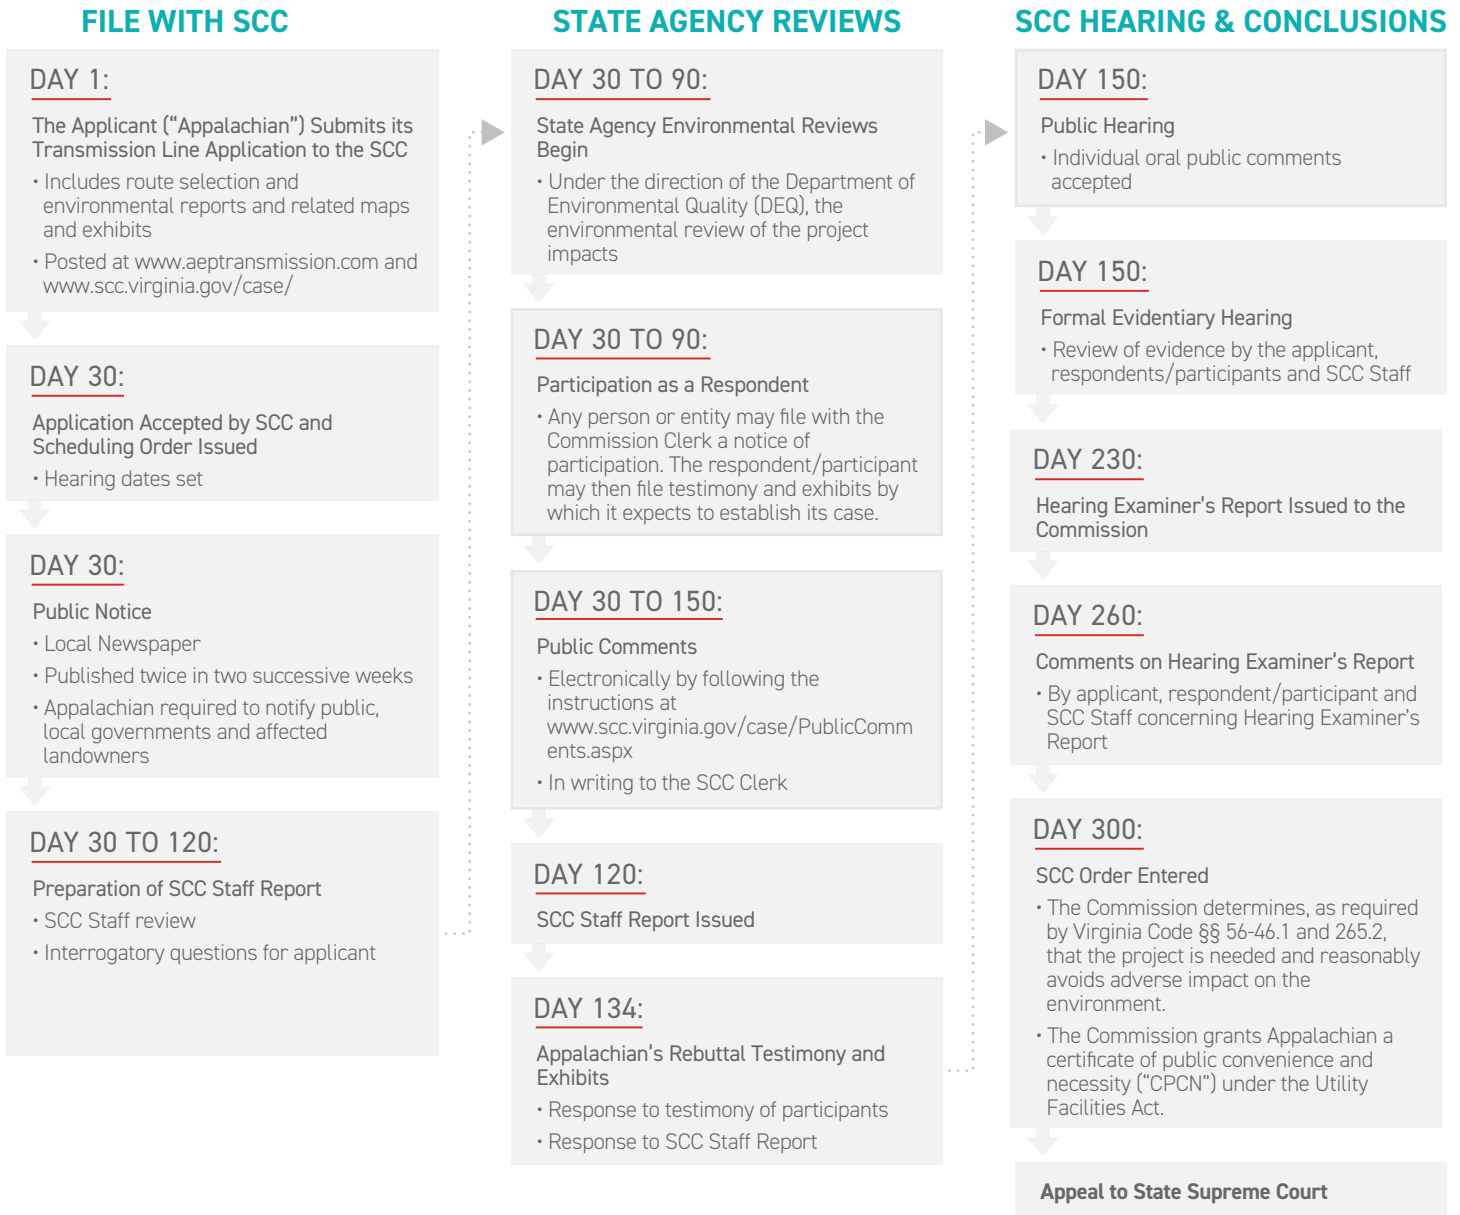 FILE WITH SCC
DAY 1:
The Applicant (“Appalachian”) Submits its
Transmission Line Application to the SCC
• Includes route selection and
environmental reports and related maps
and exhibits
• Posted at www.aeptransmission.com and
www.scc.virginia.gov/case/
DAY 30:
Application Accepted by SCC and
Scheduling Order Issued
• Hearing dates set
DAY 30:
Public Notice
• Local Newspaper
• Published twice in two successive weeks
• Appalachian required to notify public,
local governments and affected
landowners
DAY 30 TO 120:
Preparation of SCC Staff Report
• SCC Staff review
• Interrogatory questions for applicant
STATE AGENCY REVIEWS
DAY 30 TO 90:
State Agency Environmental Reviews
Begin
• Under the direction of the Department of
Environmental Quality (DEQ), the
environmental review of the project
impacts
DAY 30 TO 90:
Participation as a Respondent
• Any person or entity may file with the
Commission Clerk a notice of
participation. The respondent/participant
may then file testimony and exhibits by
which it expects to establish its case.
DAY 30 TO 150:
Public Comments
• Electronically by following the
instructions at
www.scc.virginia.gov/case/PublicComm
ents.aspx
• In writing to the SCC Clerk
DAY 120:
SCC Staff Report Issued
DAY 134:
Appalachian’s Rebuttal Testimony and
Exhibits
• Response to testimony of participants
• Response to SCC Staff Report
SCC HEARING & CONCLUSIONS
DAY 150:
Public Hearing
• Individual oral public comments
accepted
DAY 150:
Formal Evidentiary Hearing
• Review of evidence by the applicant,
respondents/participants and SCC Staff
DAY 230:
Hearing Examiner’s Report Issued to the
Commission
DAY 260:
Comments on Hearing Examiner’s Report
• By applicant, respondent/participant and
SCC Staff concerning Hearing Examiner’s
Report
DAY 300:
SCC Order Entered
• The Commission determines, as required
by Virginia Code §§ 56-46.1 and 265.2,
that the project is needed and reasonably
avoids adverse impact on the
environment.
• The Commission grants Appalachian a
certificate of public convenience and
necessity (“CPCN”) under the Utility
Facilities Act.
Appeal to State Supreme Court